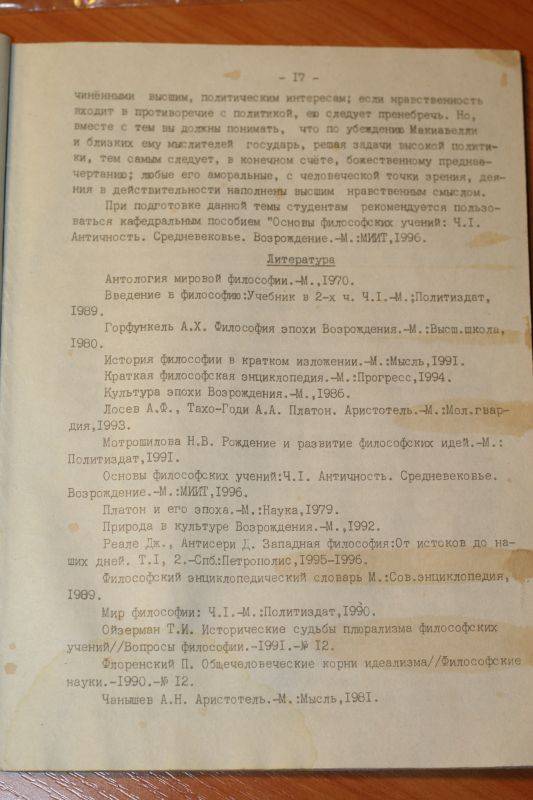 - 17 -
чинёнными высшим, политическим интересам; если нравственность
входит в противоречие с политикой, ею следует пренебречь. Но,
вместе с тем вы должны понимать, что по убеждению Макиавелли
и близких ему мыслителей государь, решая задачи высокой полити-
ки, тем самым следует, в конечном счёте, божественному предна-
чертанию; любые его аморальные, с человеческой точки зрения, дея-
ния в действительности наполнены высшим нравственным смыслом.
При подготовке данной темы студентам рекомендуется пользо-
ваться кафедральным пособием "Основы философских учений: Ч.I.
Античность. Средневековье. Возрождение.-М.:МИИТ,1996.
Литература
Антология мировой философии.-М.,1970.
Введение в философию:Учебник в 2-х ч. Ч.I.-М.;Политиздат,
1989.
Горфункель А.Х. Философия эпохи Возрождения.-М.:Высш.школа,
1980.
История философии в кратком изложении.-М.:Мысль,1991.
Краткая философская энциклопедия.-М.:Прогресс,1994.
Культура эпохи Возрождения.-М.,1986.
Лосев А.Ф., Тахо-Годи А.А. Платон. Аристотель.-М.:Мол.гвар-
дия,1993.
Мотрошилова Н.В. Рождение и развитие философских идей.-М.:
Политиздат,1991.
Основы философских учений:Ч.I. Античность. Средневековье.
Возрождение.-М.:МИИТ,1996.
Платон и его эпоха.-М.:Наука,1979.
Природа в культуре Возрождения.-М.,1992.
Реале Дж., Антисери Д. Западная философия:От истоков до на-
ших дней. Т.I, 2.-Спб.:Петрополис,1995-1996.
Философский энциклопедический словарь М.:Сов.энциклопедия,
1989.
Мир философии: Ч.I.-М.:Политиздат,1990.
Ойзерман Т.И. Исторические судьбы плюрализма философских
учений//Вопросы философии.-1991.-№ 12.
Флоренский П. Общечеловеческие корни идеализма//Философские
науки.-1990.-№ 12.
Чанышев А.Н. Аристотель.-М.:Мысль,1981.